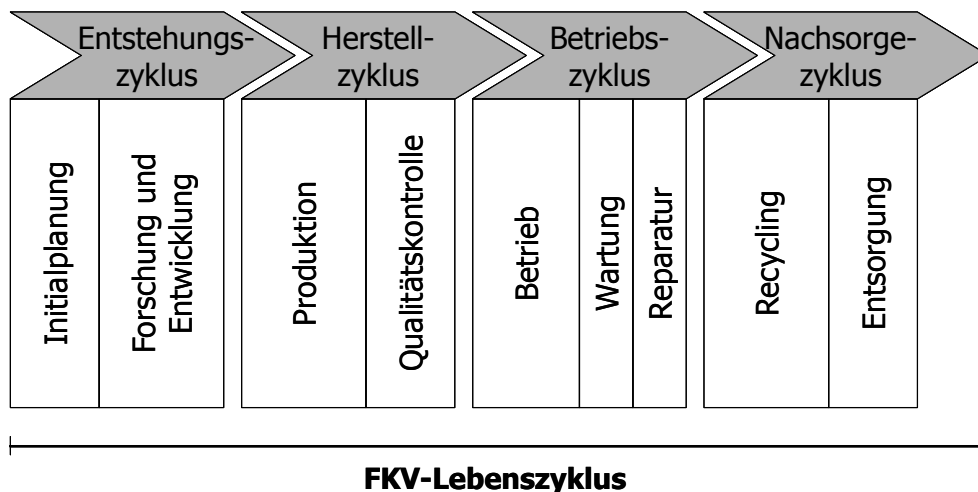 Entstehungs-
zyklus
Herstell-
zyklus
Betriebs-
zyklus
Nachsorge-
zyklus
Initialplanung
Forschung und
Entwicklung
Produktion
Qualitätskontrolle
Betrieb
Wartung
Reparatur
Recycling
Entsorgung
FKV-Lebenszyklus